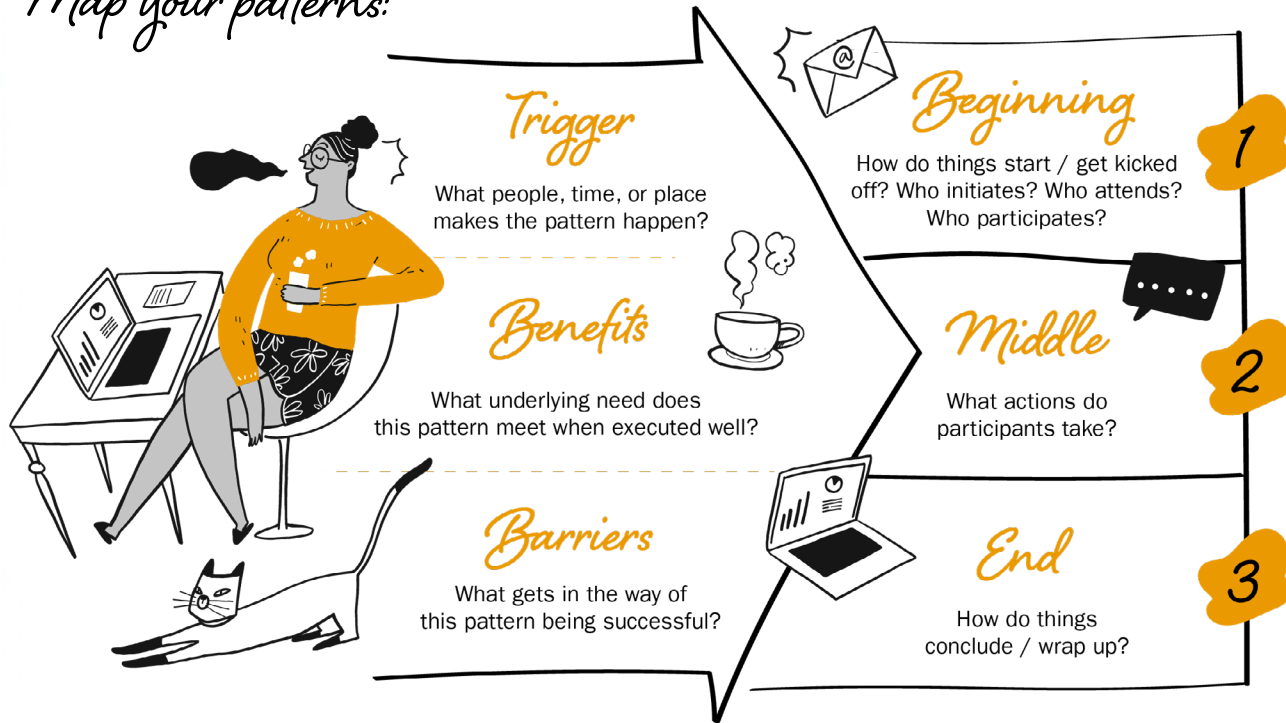 Map your patterns:
Trigger
What people, time, or place
makes the pattern happen?
Benefits
What underlying need does
this pattern meet when executed well?
Barriers
What gets in the way of
this pattern being successful?
@
Beginning
1
How do things start / get kicked
off? Who initiates? Who attends?
Who participates?
Middle
2
What actions do
participants take?
End
3
How do things
conclude / wrap up?